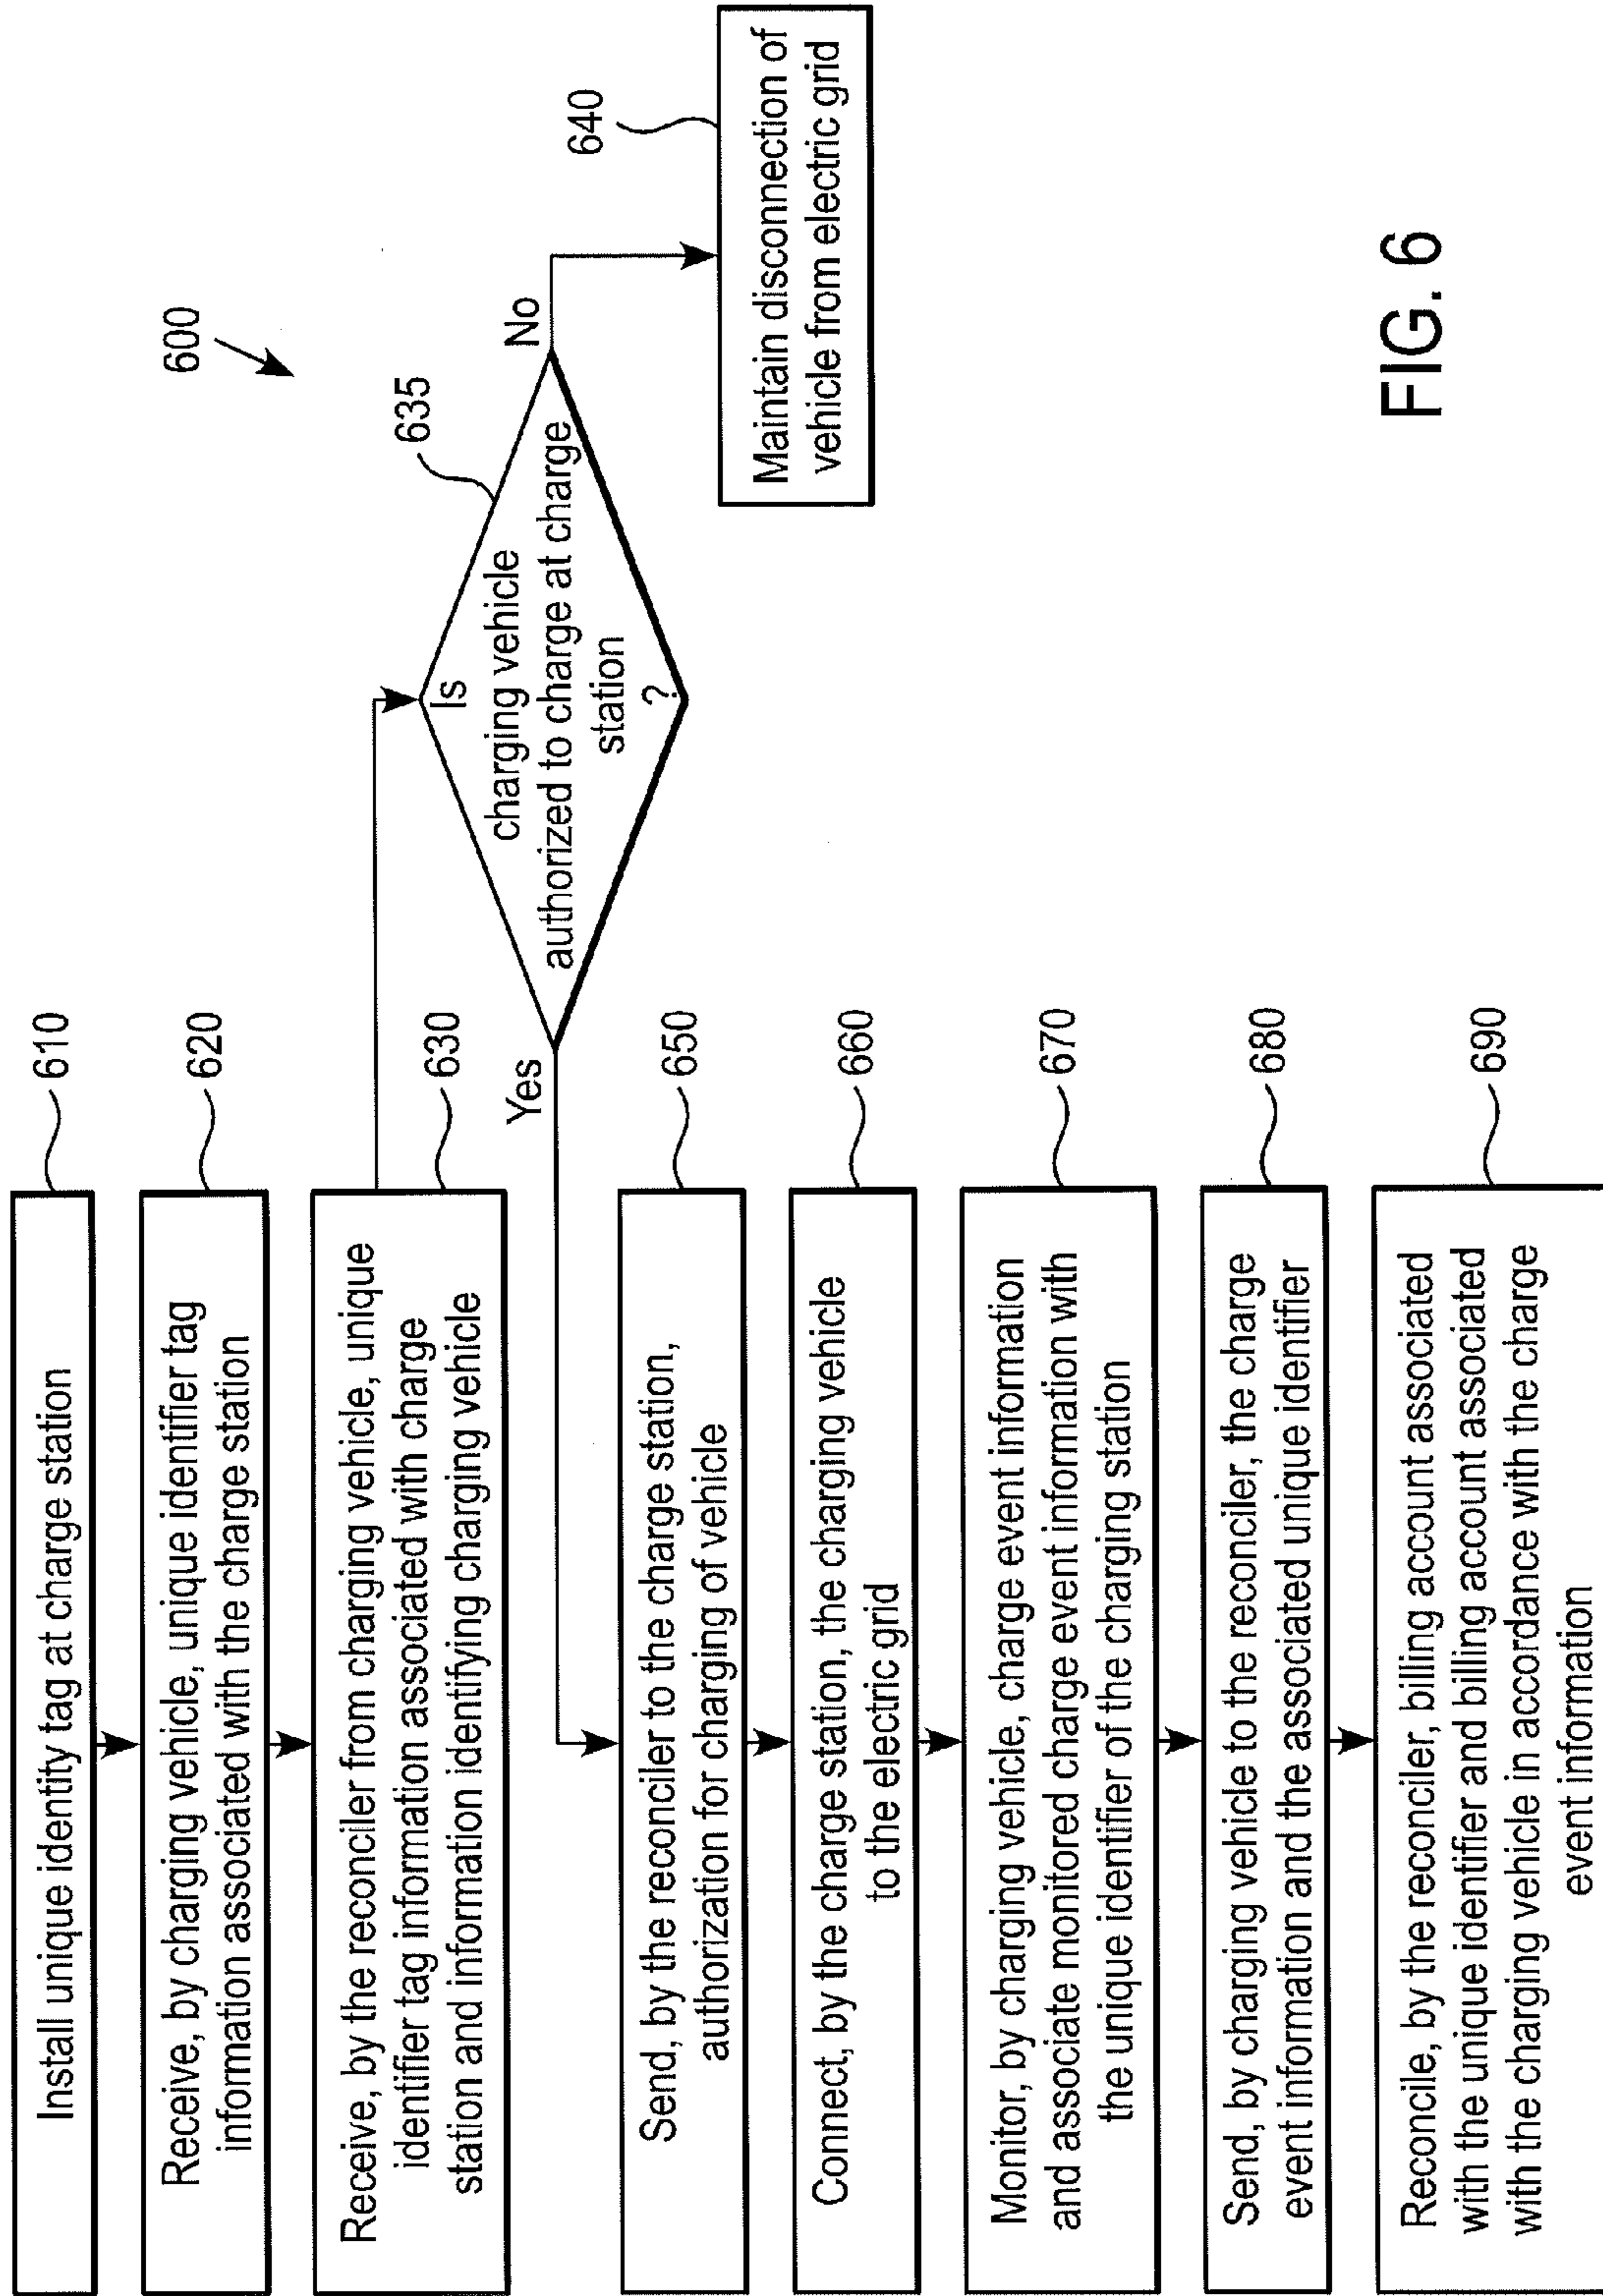 600
Install unique identity tag at charge station
610
Receive, by charging vehicle, unique identifier tag
information associated with the charge station
620
Receive, by the reconciler from charging vehicle, unique
identifier tag information associated with charge
station and information identifying charging vehicle
630
Is
charging vehicle
authorized to charge at charge
station
?
635
No
Maintain disconnection of
vehicle from electric grid
640
Yes
Send, by the reconciler to the charge station,
authorization for charging of vehicle
650
Connect, by the charge station, the charging vehicle
to the electric grid
660
Monitor, by charging vehicle, charge event information
and associate monitored charge event information with
the unique identifier of the charging station
670
Send, by charging vehicle to the reconciler, the charge
event information and the associated unique identifier
680
Reconcile, by the reconciler, billing account associated
with the unique identifier and billing account associated
with the charging vehicle in accordance with the charge
event information
690
FIG. 6